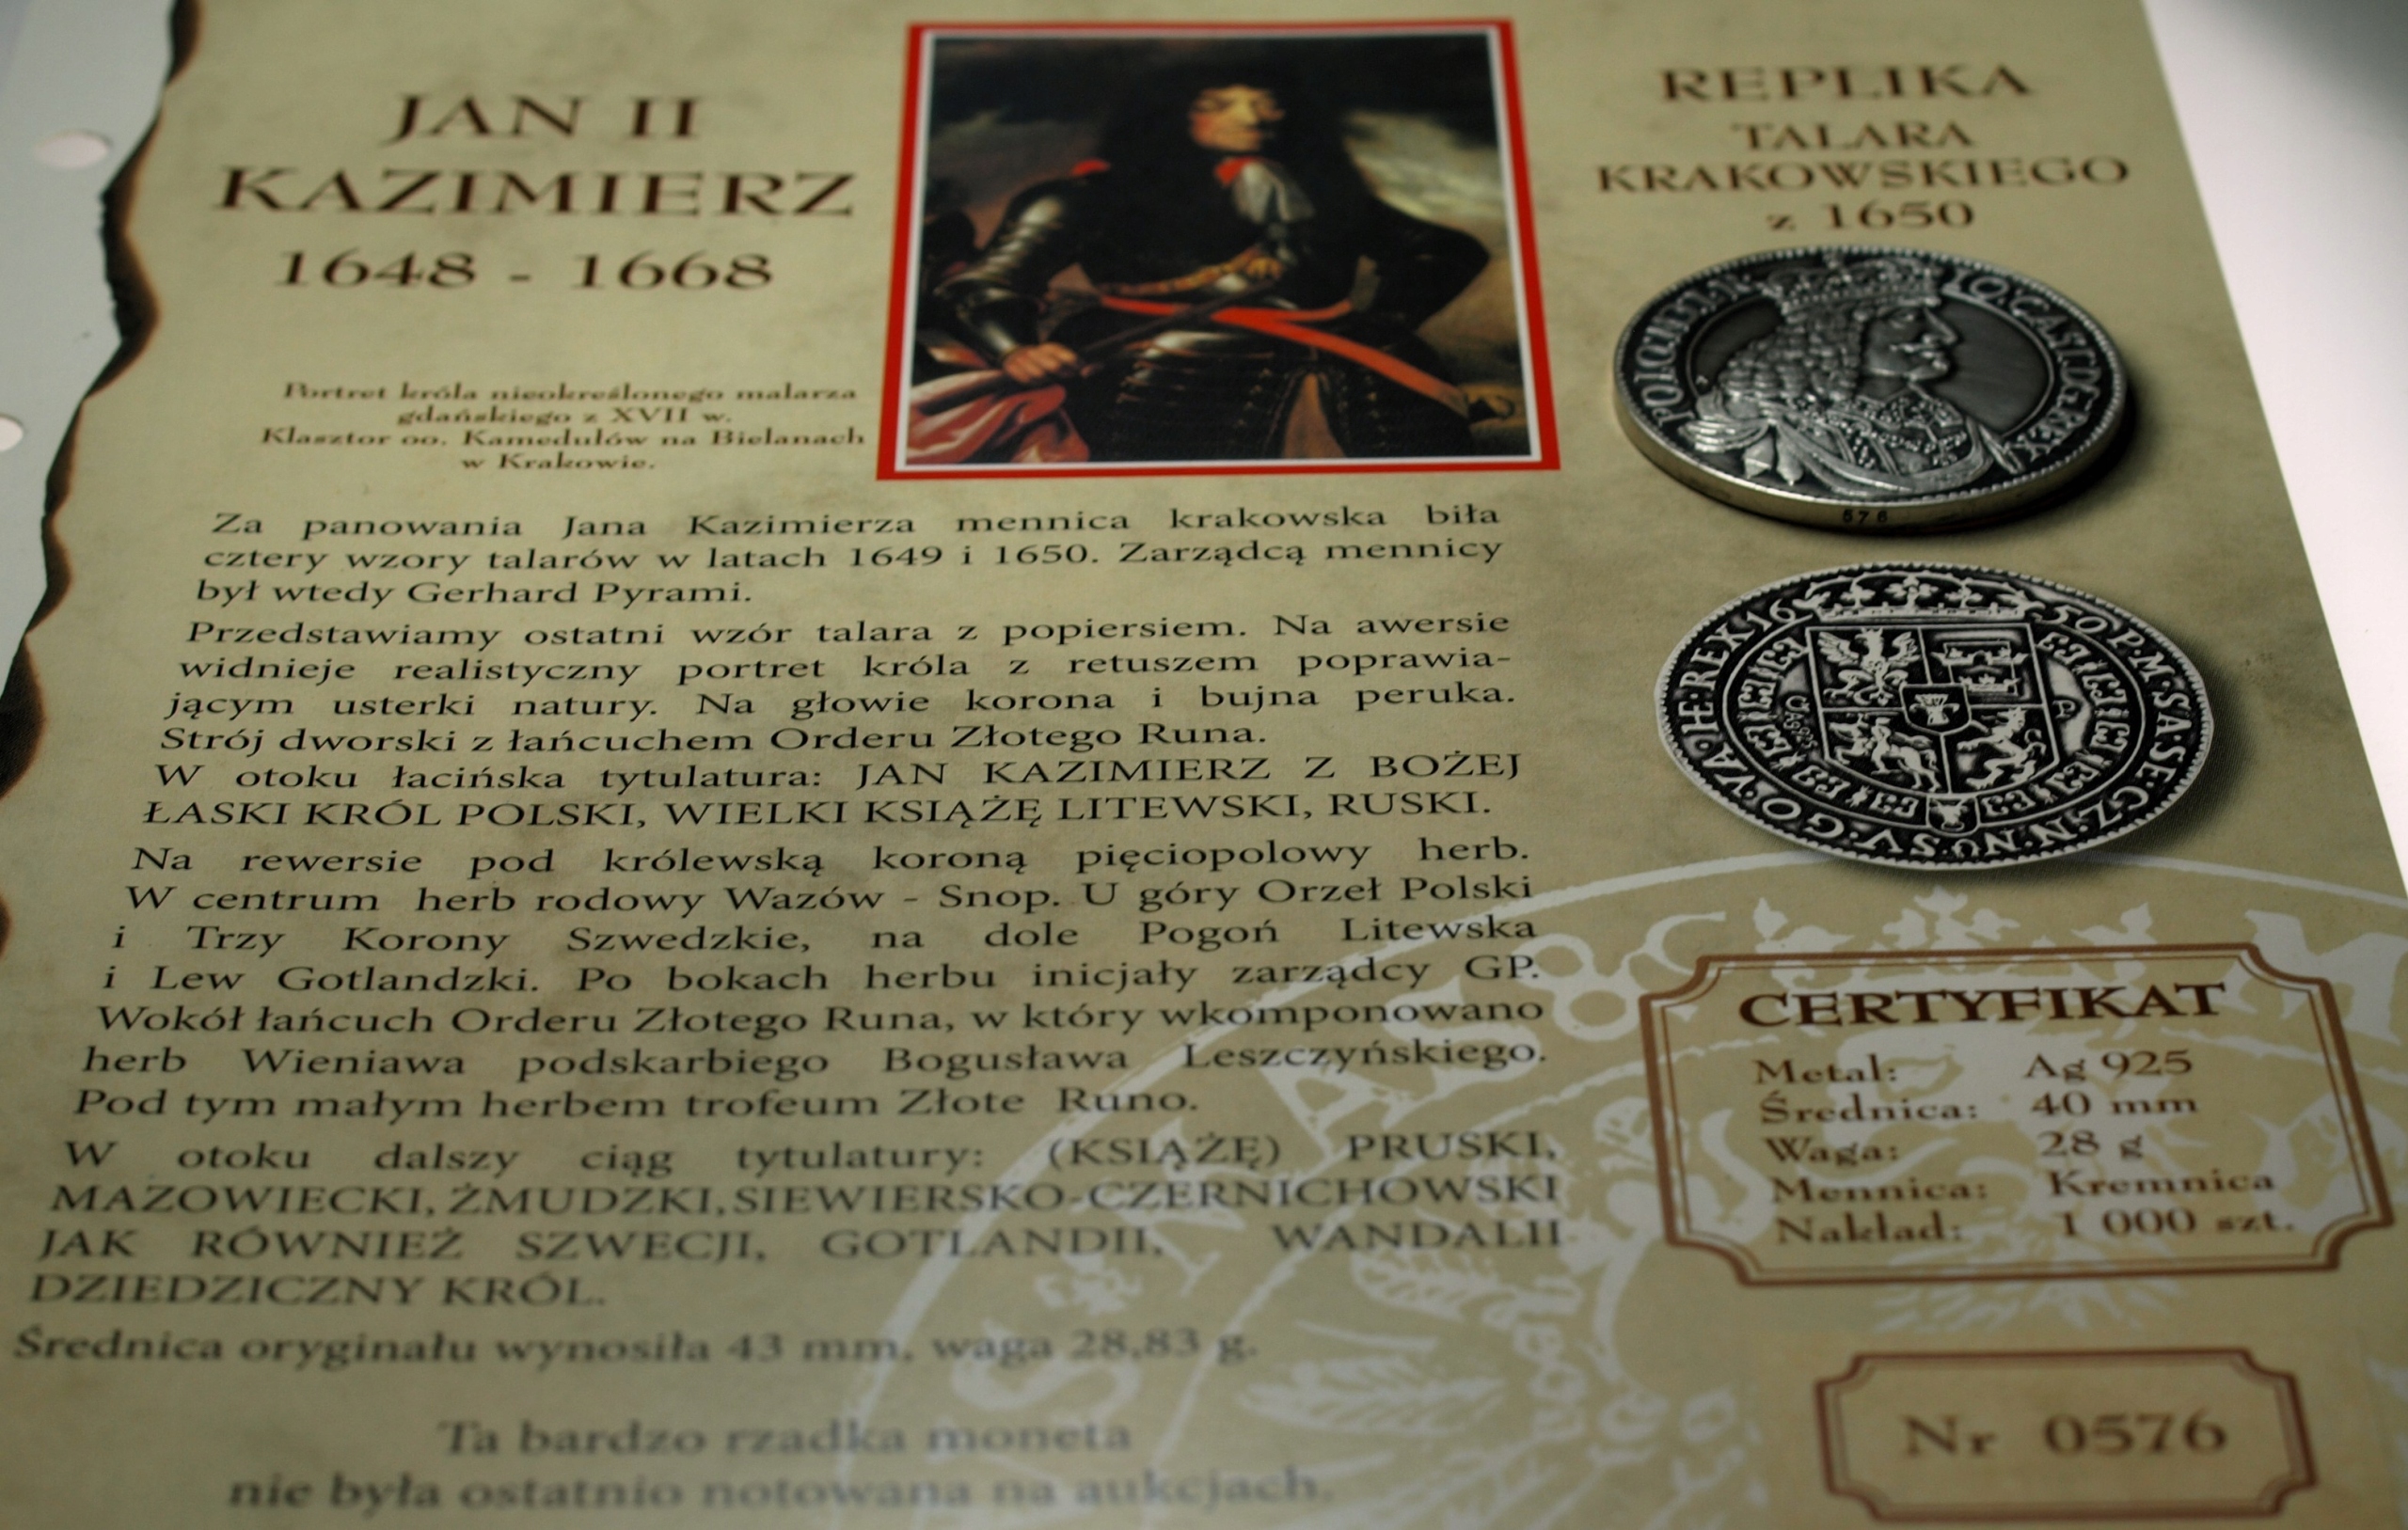 JAN II
KAZIMIERZ
1648 - 1668
Portret króla nieokreślonego malarza
gdańskiego z XVII w.
Klasztor oo. Kamedułów na Bielanach
w Krakowie.
REPLIKA
TALARA
KRAKOWSKIEGO
z 1650
576
Za panowania Jana Kazimierza mennica krakowska biła
cztery wzory talarów w latach 1649 i 1650. Zarządcą mennicy
był wtedy Gerhard Pyrami.
Przedstawiamy ostatni wzór talara z popiersiem. Na awersie
widnieje realistyczny portret króla z retuszem poprawia-
jącym usterki natury. Na głowie korona i bujna peruka.
Strój dworski z łańcuchem Orderu Złotego Runa.
W otoku łacińska tytulatura: JAN KAZIMIERZ Z BOŻEJ
ŁASKI KRÓL POLSKI, WIELKI KSIĄŻĘ LITEWSKI, RUSKI.
Na rewersie pod królewską koroną pięciopolowy herb.
W centrum herb rodowy Wazów - Snop. U góry Orzeł Polski
i Trzy Korony Szwedzkie, na dole Pogoń Litewska
i Lew Gotlandzki. Po bokach herbu inicjały zarządcy GP.
Wokół łańcuch Orderu Złotego Runa, w który wkomponowano
herb Wieniawa podskarbiego Bogusława Leszczyńskiego.
Pod tym małym herbem trofeum Złote Runo.
W otoku dalszy ciąg tytulatury: (KSIĄŻĘ) PRUSKI,
MAZOWIECKI, ŻMUDZKI, SIEWIERSKO-CZERNICHOWSKI
JAK RÓWNIEŻ SZWECJI, GOTLANDII, WANDALII
DZIEDZICZNY KRÓL.
Średnica oryginału wynosiła 43 mm, waga 28,83 g.
Ta bardzo rzadka moneta
nie była ostatnio notowana na aukcjach.
CERTYFIKAT
Metal: Ag 925
Średnica: 40 mm
Waga: 28 g
Mennica: Kremnica
Nakład: 1 000 szt.
Nr 0576